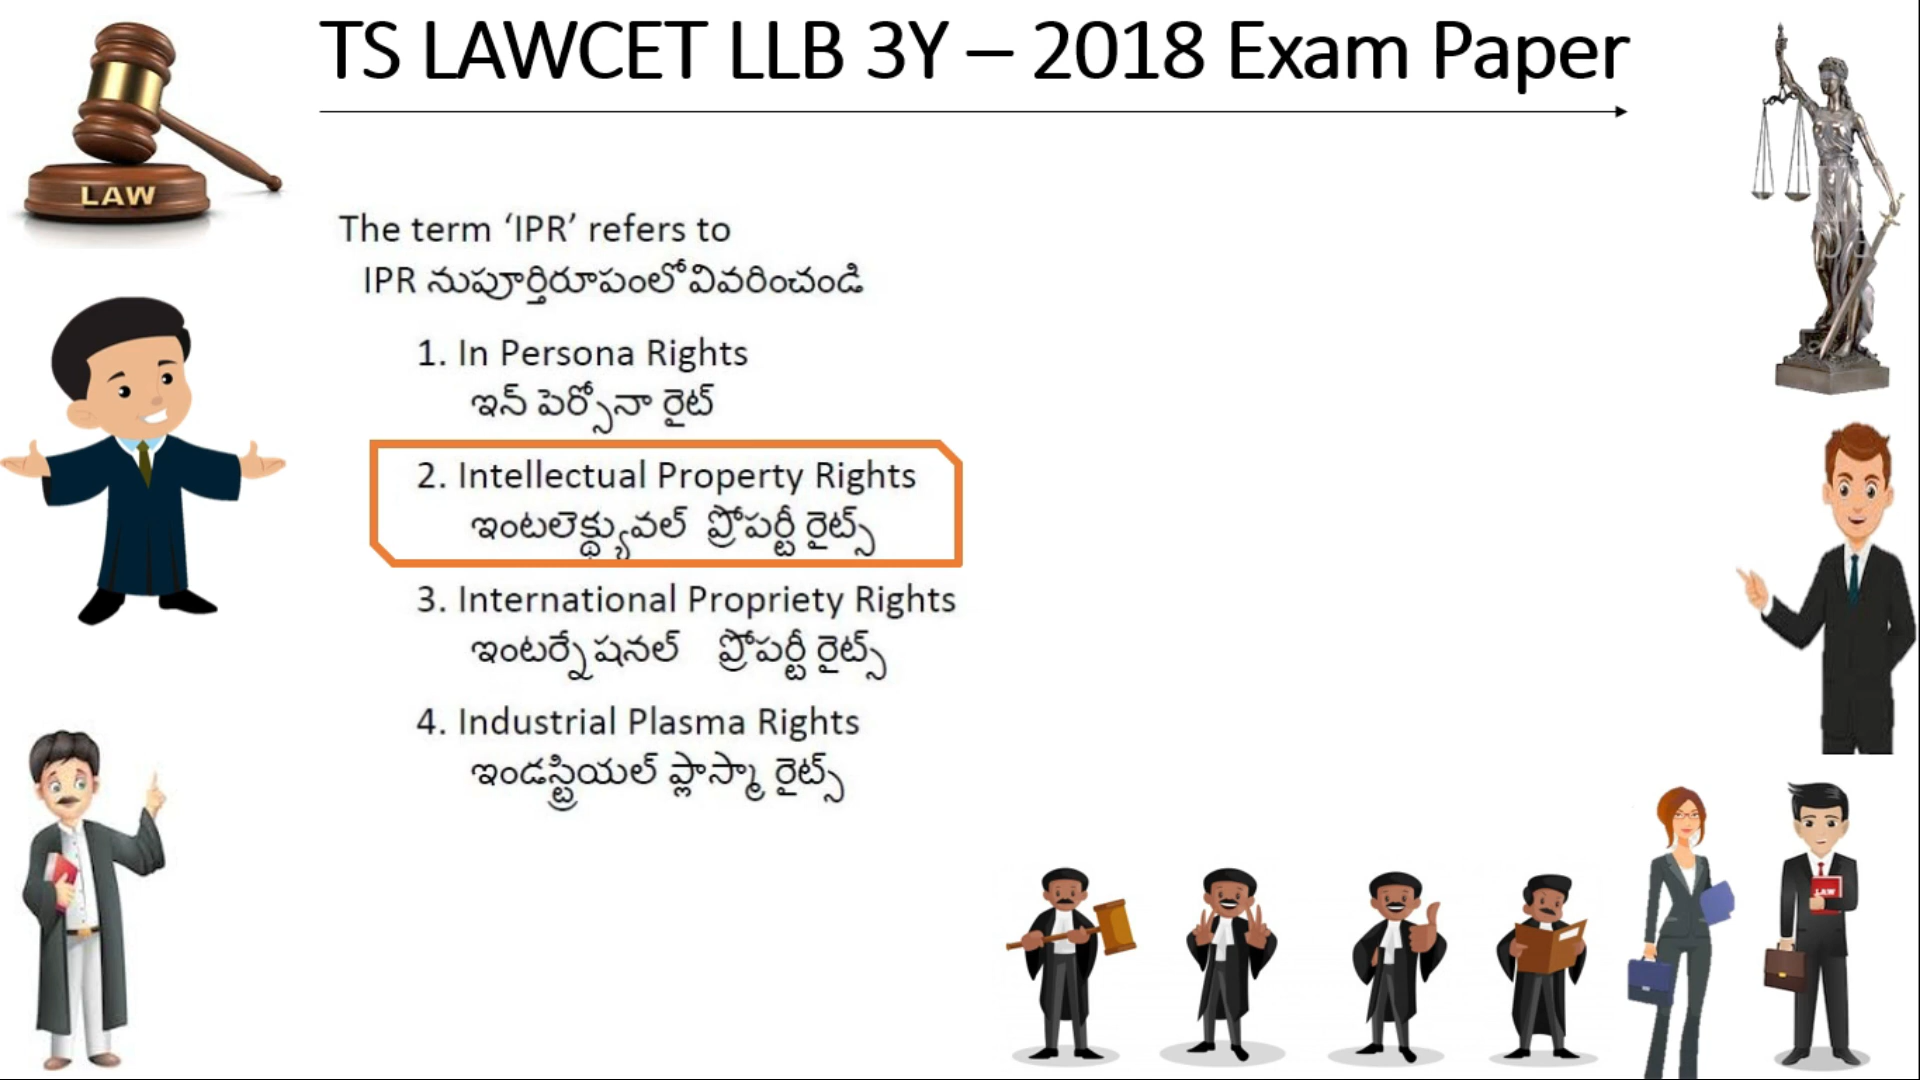 TS LAWCET LLB 3Y – 2018 Exam Paper
LAW
The term ‘IPR’ refers to
IPR నుపూర్తిరూపంలోవివరించండి
1. In Persona Rights
ఇన్ పెర్సోనా రైట్
2. Intellectual Property Rights
ఇంటలెక్థ్యువల్ ప్రోపర్టీ రైట్స్
3. International Propriety Rights
ఇంటర్నేషనల్ ప్రోపర్టీ రైట్స్
4. Industrial Plasma Rights
ఇండస్ట్రియల్ ప్లాస్మా రైట్స్
LAW